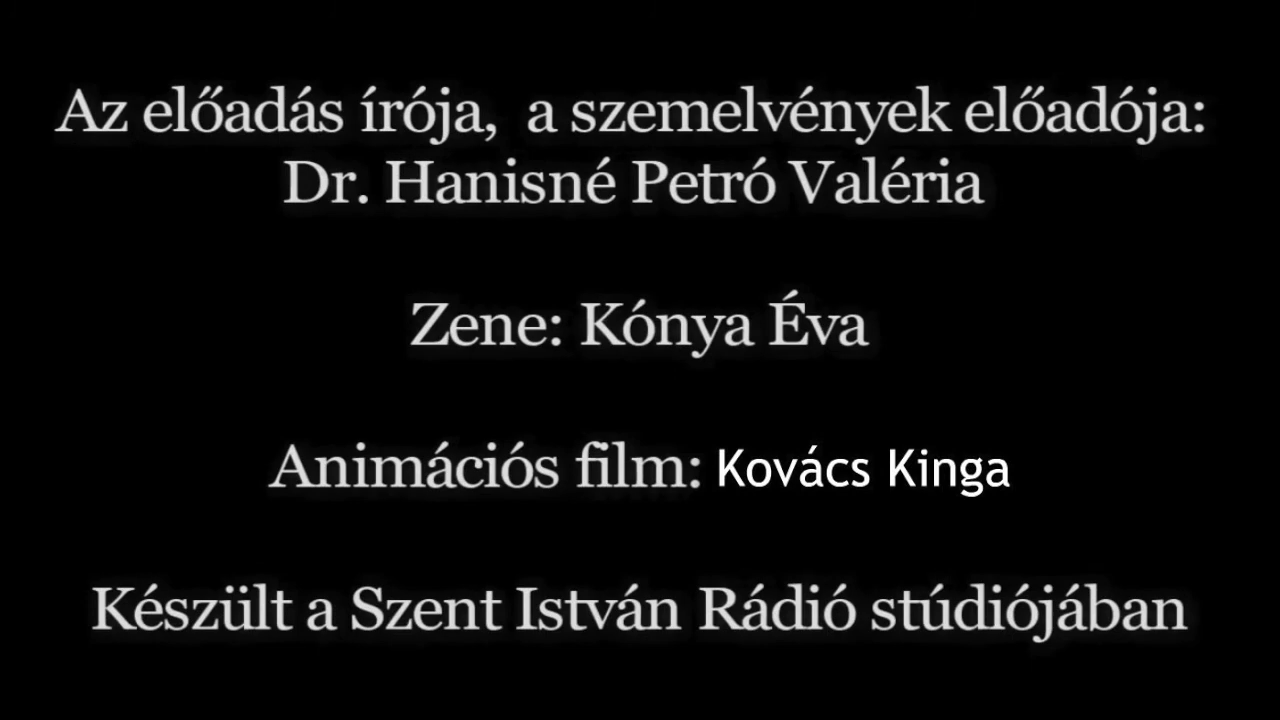 Az előadás írója, a szemelvények előadója:
Dr. Hanisné Petró Valéria
Zene: Kónya Éva
Animációs film: Kovács Kinga
Készült a Szent István Rádió stúdiójában